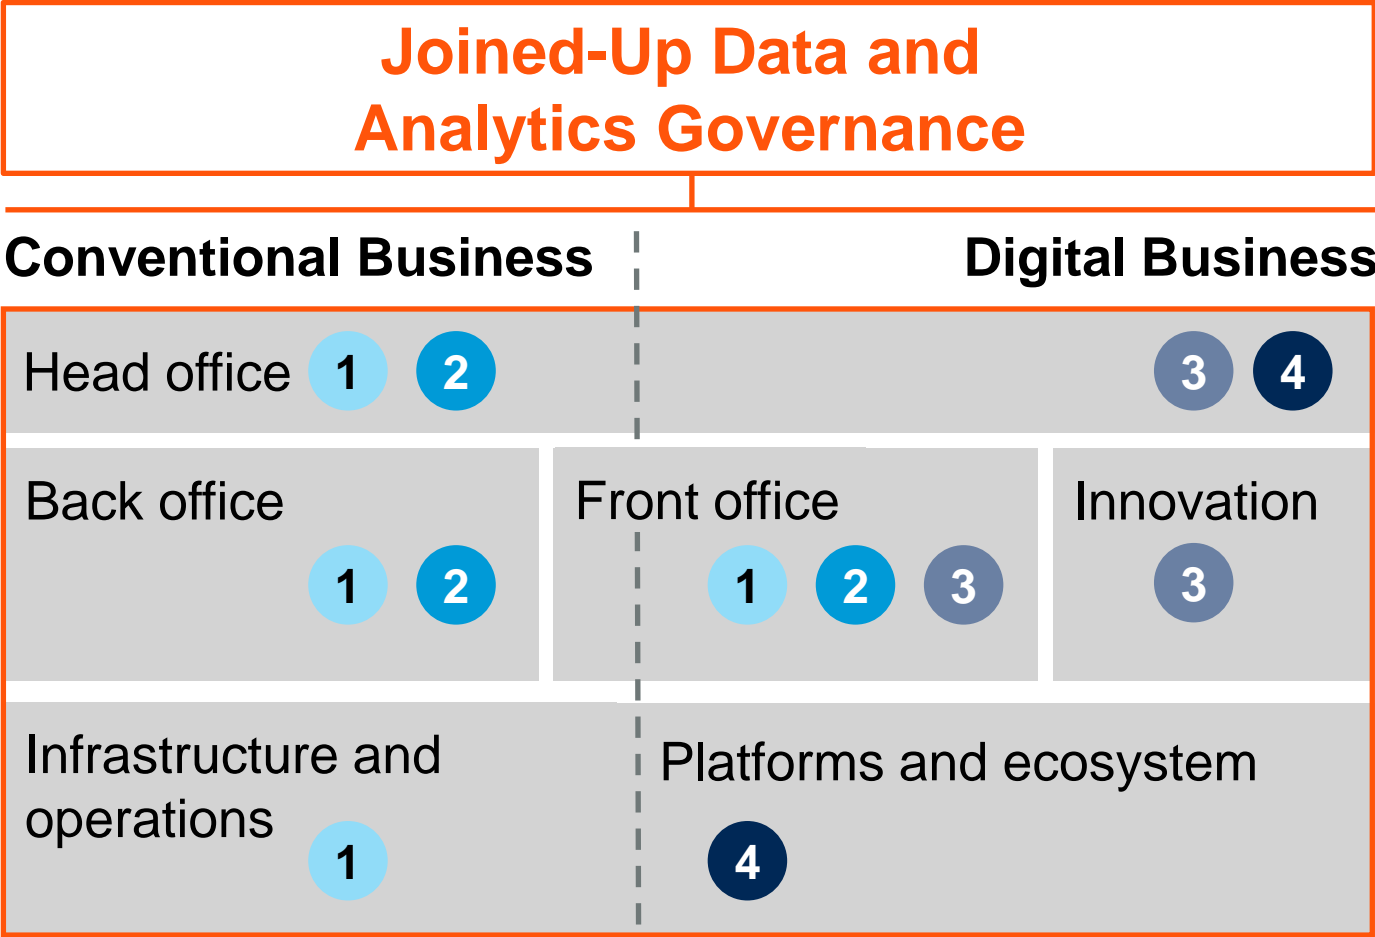 Joined-Up Data and
Analytics Governance
Conventional Business
Digital Business
Head office 1 2 3 4
Back office
1 2
Front office
1 2 3
Innovation
3
Infrastructure and
operations
1
Platforms and ecosystem
4